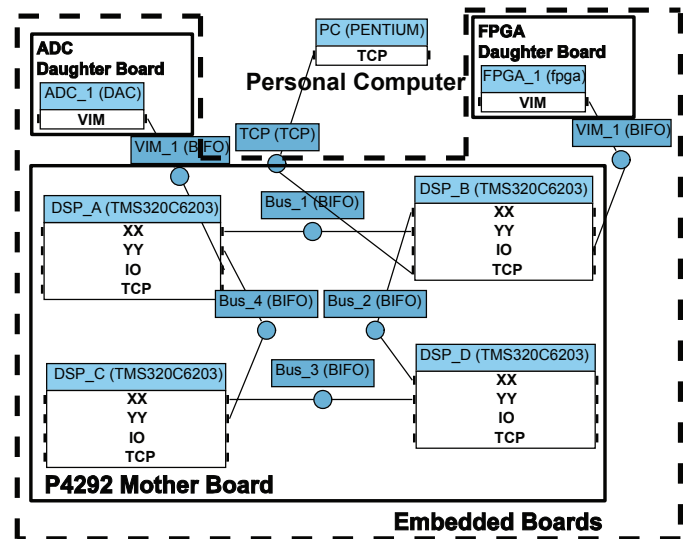 ADC
Daughter Board
ADC_1 (DAC)
VIM
PC (PENTIUM)
TCP
Personal Computer
FPGA
Daughter Board
FPGA_1 (fpga)
VIM
VIM_1 (BIFO)
TCP (TCP)
VIM_1 (BIFO)
DSP_A (TMS320C6203)
XX
YY
IO
TCP
Bus_1 (BIFO)
DSP_B (TMS320C6203)
XX
YY
IO
TCP
Bus_4 (BIFO)
Bus_2 (BIFO)
DSP_C (TMS320C6203)
XX
YY
IO
TCP
Bus_3 (BIFO)
DSP_D (TMS320C6203)
XX
YY
IO
TCP
P4292 Mother Board
Embedded Boards